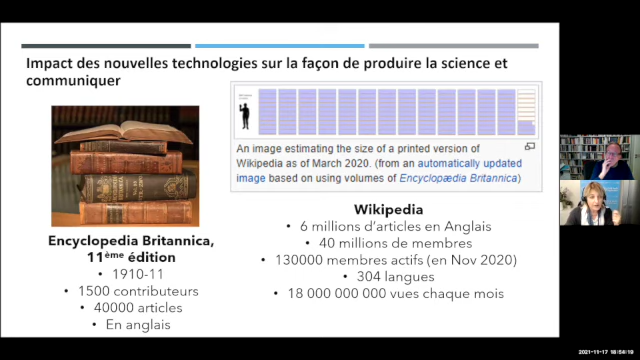 Impact des nouvelles technologies sur la façon de produire la science et
communiquer
An image estimating the size of a printed version of
Wikipedia as of March 2020. (from an automatically updated
image based on using volumes of Encyclopædia Britannica)
Encyclopedia Britannica,
11ème édition
• 1910-11
• 1500 contributeurs
• 40000 articles
• En anglais
Wikipedia
• 6 millions d'articles en Anglais
• 40 millions de membres
• 130000 membres actifs (en Nov 2020)
• 304 langues
• 18 000 000 000 vues chaque mois
2021-11-17 18:54:19